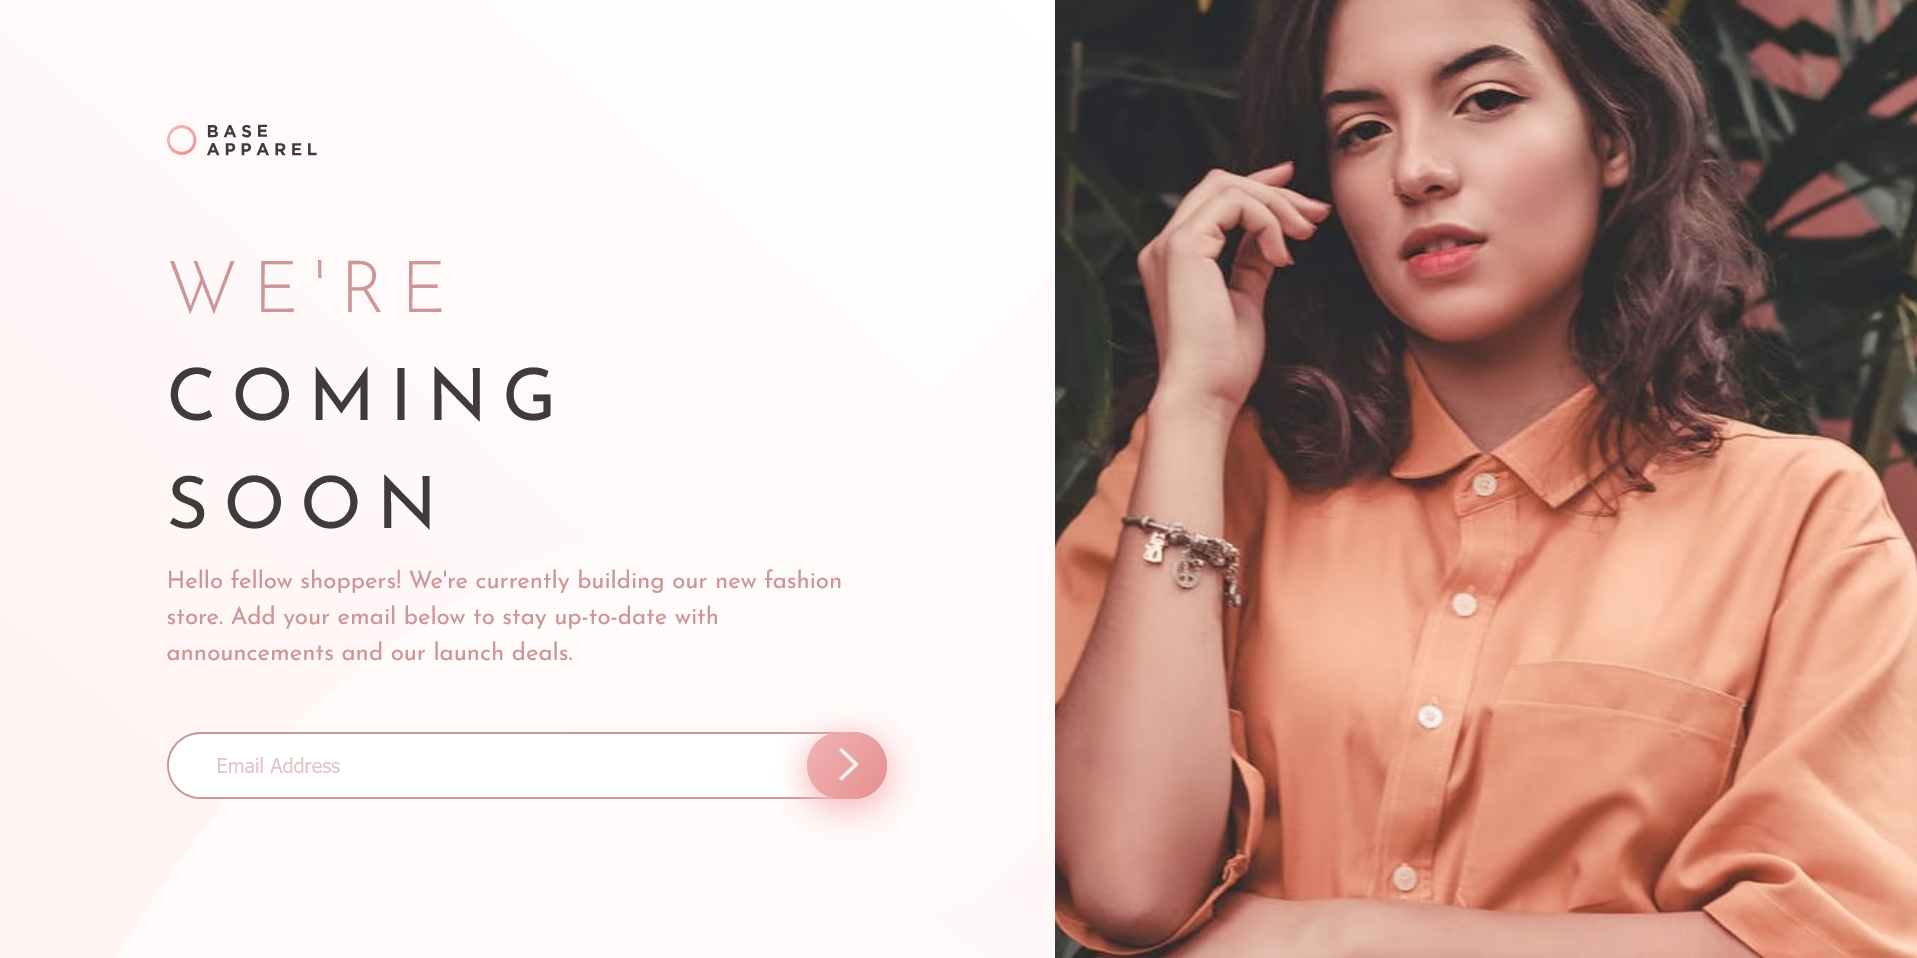 BASE
APPAREL
WE'RE
COMING
SOON
Hello fellow shoppers! We're currently building our new fashion
store. Add your email below to stay up-to-date with
announcements and our launch deals.
Email Address